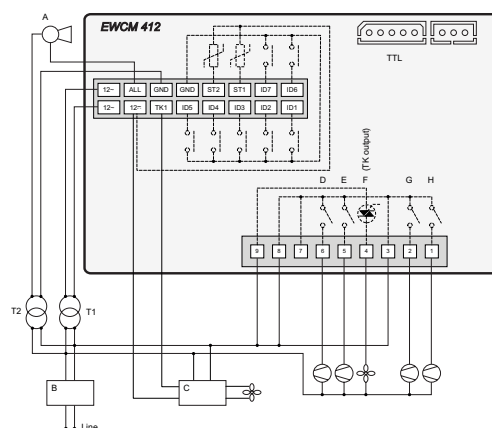 A
EWCM 412
TTL
12~ ALL GND GND ST2 ST1 ID7 ID6
12~ 12= TK1 ID5 ID4 ID3 ID2 ID1
(TK output)
D E F G H
9 8 7 6 5 4 3 2 1
T2 T1
B C
Line